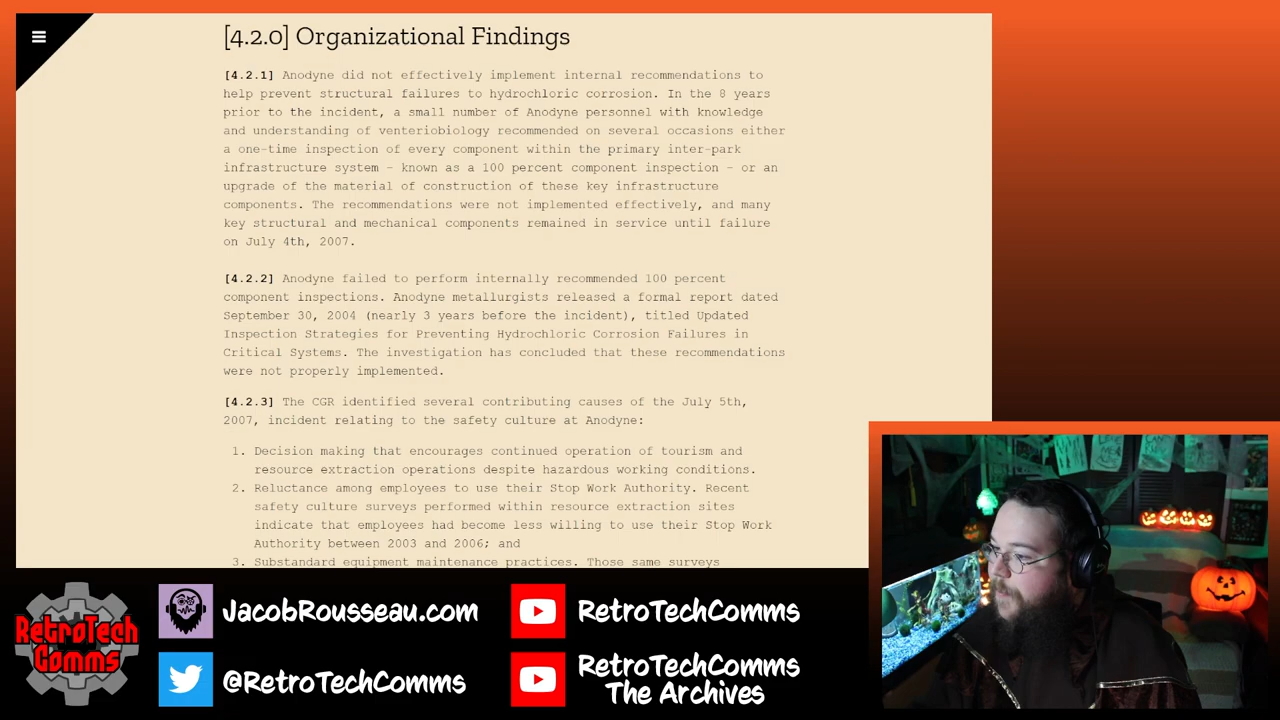 [4.2.0] Organizational Findings
[4.2.1] Anodyne did not effectively implement internal recommendations to
help prevent structural failures to hydrochloric corrosion. In the 8 years
prior to the incident, a small number of Anodyne personnel with knowledge
and understanding of venteriobiology recommended on several occasions either
a one-time inspection of every component within the primary inter-park
infrastructure system - known as a 100 percent component inspection - or an
upgrade of the material of construction of these key infrastructure
components. The recommendations were not implemented effectively, and many
key structural and mechanical components remained in service until failure
on July 4th, 2007.
[4.2.2] Anodyne failed to perform internally recommended 100 percent
component inspections. Anodyne metallurgists released a formal report dated
September 30, 2004 (nearly 3 years before the incident), titled Updated
Inspection Strategies for Preventing Hydrochloric Corrosion Failures in
Critical Systems. The investigation has concluded that these recommendations
were not properly implemented.
[4.2.3] The CGR identified several contributing causes of the July 5th,
2007, incident relating to the safety culture at Anodyne:
1. Decision making that encourages continued operation of tourism and
resource extraction operations despite hazardous working conditions.
2. Reluctance among employees to use their Stop Work Authority. Recent
safety culture surveys performed within resource extraction sites
indicate that employees had become less willing to use their Stop Work
Authority between 2003 and 2006; and
3. Substandard equipment maintenance practices. Those same surveys
RetroTech
Comms
JacobRousseau.com
@RetroTechComms
RetroTechComms
RetroTechComms
The Archives